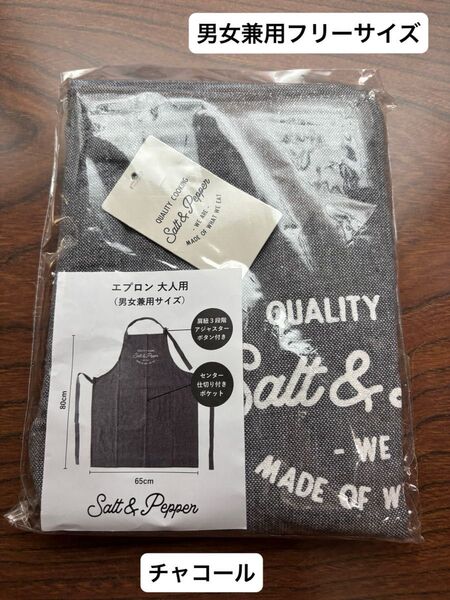 男女兼用フリーサイズ
QUALITY COOKING
Salt & Pepper
- WE ARE -
MADE OF WHAT WE EAT
エプロン 大人用
（男女兼用サイズ）
肩紐３段階
アジャスター
ボタン付き
Salt & Pepper
センター
仕切り付き
ポケット
80cm
65cm
Salt & Pepper
QUALITY
Salt &
- WE
MADE OF W
チャコール